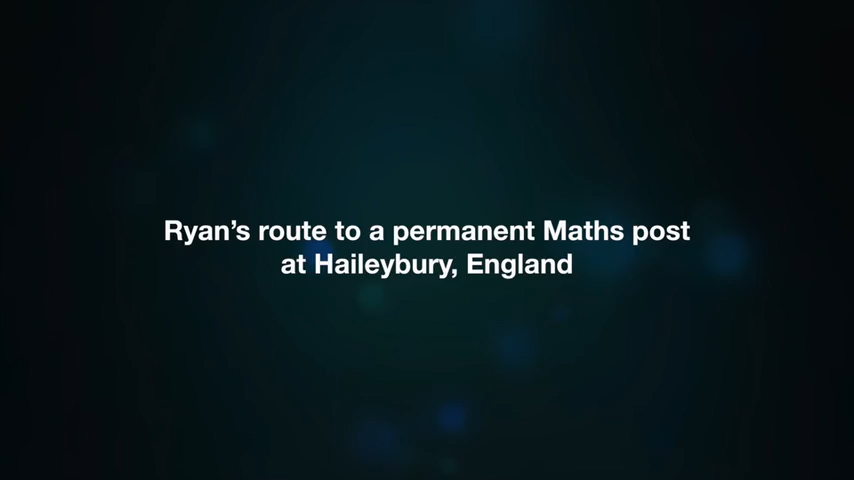 Ryan’s route to a permanent Maths post
at Haileybury, England